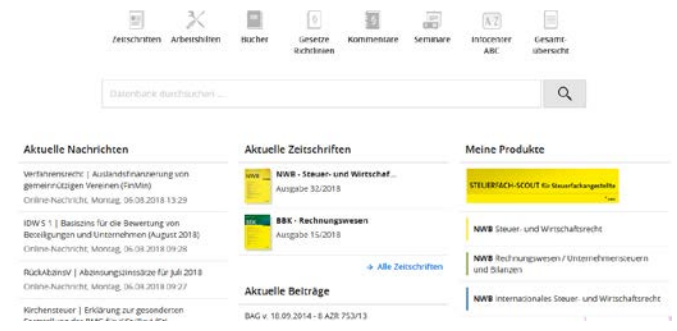 Zeitschriften
Arbeitshilfen
Bücher
Gesetze
Richtlinien
Kommentare
Seminare
Infocenter
ABC
Gesamt-
übersicht
Datenbank durchsuchen ...
Aktuelle Nachrichten
Verfahrensrecht | Auslandsfinanzierung von
gemeinnützigen Vereinen (FinMin)
Online-Nachricht, Montag, 06.08.2018 13:29
IDW S 1 | Basiszins für die Bewertung von
Beteiligungen und Unternehmen (August 2018)
Online-Nachricht, Montag, 06.08.2018 09:28
RückAbzinsV | Abzinsungszinssätze für Juli 2018
Online-Nachricht, Montag, 06.08.2018 09:27
Kirchensteuer | Erklärung zur gesonderten
Aktuelle Zeitschriften
NWB - Steuer- und Wirtschaf...
Ausgabe 32/2018
BBK - Rechnungswesen
Ausgabe 15/2018
→ Alle Zeitschriften
Aktuelle Beiträge
BAG v. 18.09.2014 - 8 AZR 753/13
Meine Produkte
STEUERFACH-SCOUT für Steuerfachangestellte
NWB Steuer- und Wirtschaftsrecht
NWB Rechnungswesen / Unternehmensteuern
und Bilanzen
NWB Internationales Steuer- und Wirtschaftsrecht